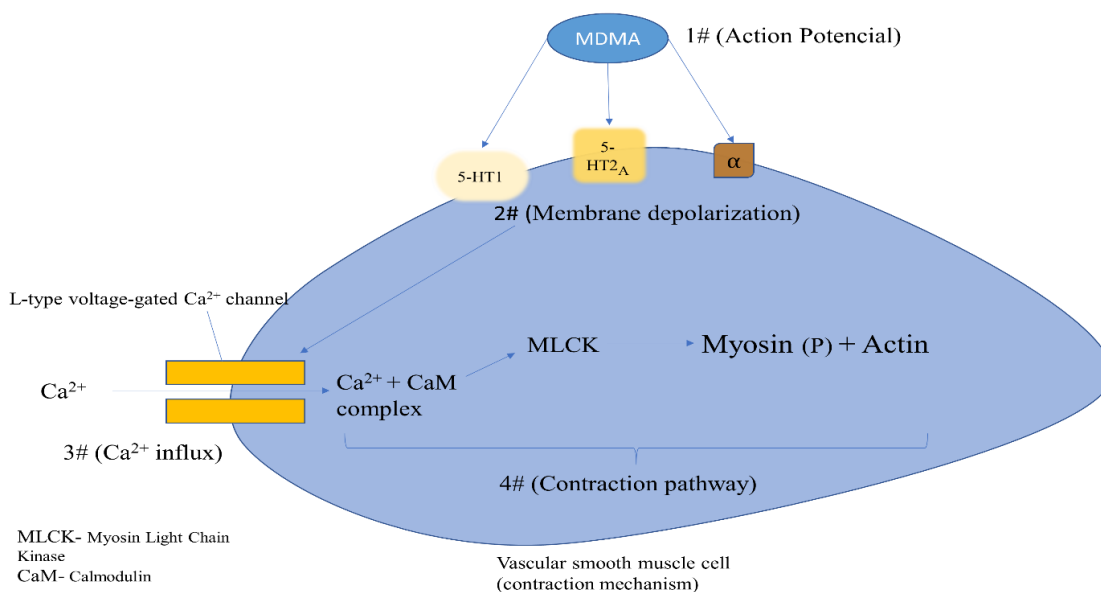 MDMA
1# (Action Potencial)
5-HT1
5-
HT2A
α
2# (Membrane depolarization)
L-type voltage-gated Ca²⁺ channel
MLCK
Myosin (P) + Actin
Ca²⁺
Ca²⁺ + CaM
complex
3# (Ca²⁺ influx)
4# (Contraction pathway)
MLCK- Myosin Light Chain
Kinase
CaM- Calmodulin
Vascular smooth muscle cell
(contraction mechanism)